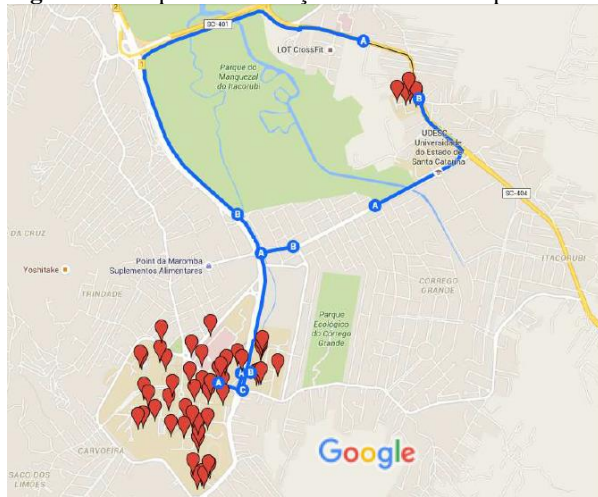 SC-401
LOT CrossFit
Parque do
Manguezal
do Itacorubi
A
B
UDESC
Universidade
do Estado de
Santa Catarina
SC-404
A
B
A
B
DA CRUZ
Point da Maromba
Suplementos Alimentares
Yoshitake
ITACORUBI
TRINDADE
CÓRREGO
GRANDE
Parque
Ecológico
do Córrego
Grande
A
A
B
C
CARVOEIRA
Google
SACO DOS
LIMÕES